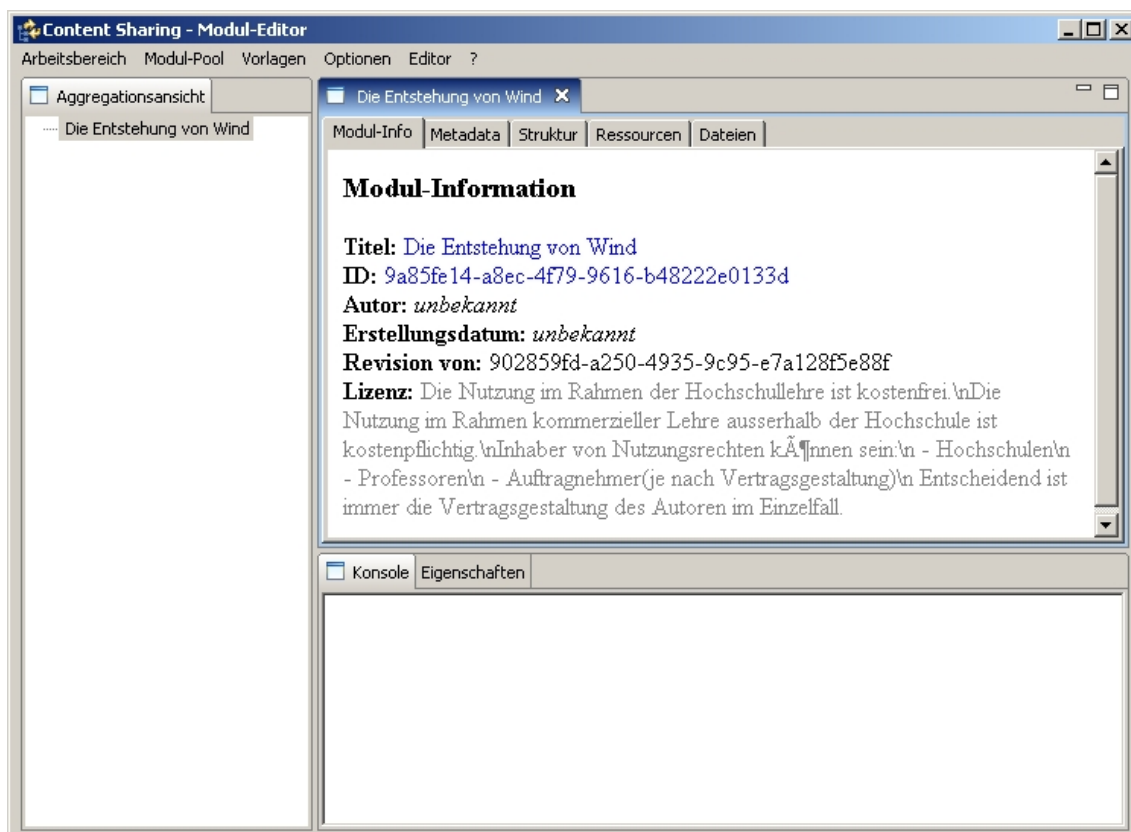 Content Sharing - Modul-Editor
Arbeitsbereich Modul-Pool Vorlagen Optionen Editor ?
Aggregationsansicht
Die Entstehung von Wind
Die Entstehung von Wind
Modul-Info Metadata Struktur Ressourcen Dateien
Modul-Information
Titel: Die Entstehung von Wind
ID: 9a85fe14-a8ec-4f79-9616-b48222e0133d
Autor: unbekannt
Erstellungsdatum: unbekannt
Revision von: 902859fd-a250-4935-9c95-e7a128f5e88f
Lizenz: Die Nutzung im Rahmen der Hochschullehre ist kostenfrei.\nDie
Nutzung im Rahmen kommerzieller Lehre ausserhalb der Hochschule ist
kostenpflichtig.\nInhaber von Nutzungsrechten kÃ¶nnen sein:\n - Hochschulen\n
- Professoren\n - Auftragnehmer(je nach Vertragsgestaltung)\n Entscheidend ist
immer die Vertragsgestaltung des Autoren im Einzelfall.
Konsole Eigenschaften